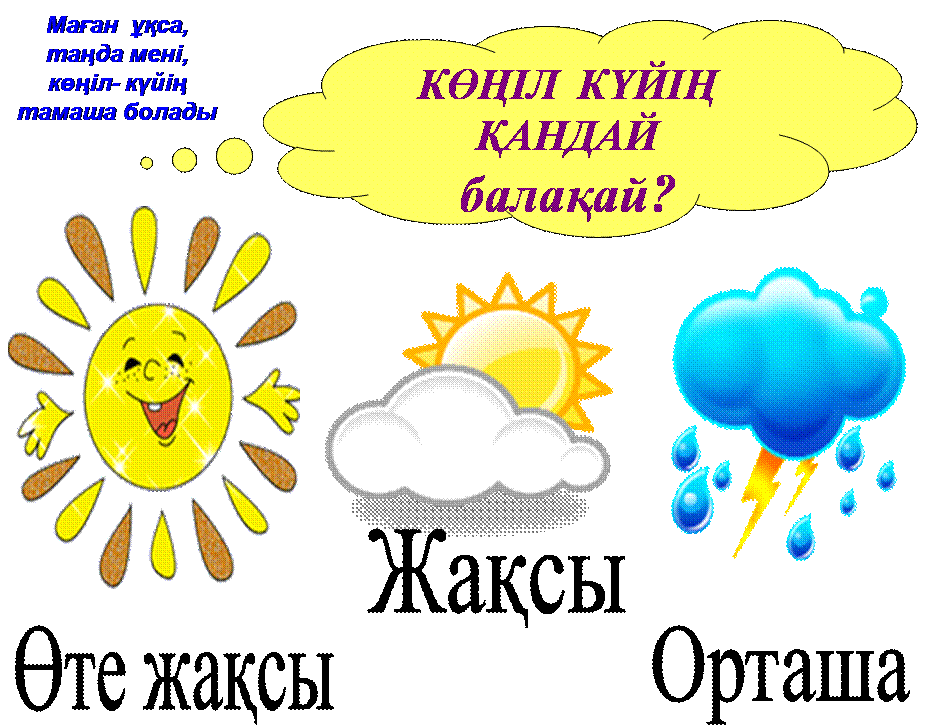 Маған ұқса,
таңда мені,
көңіл- күйің
тамаша болады
КӨҢІЛ КҮЙІҢ
ҚАНДАЙ
балақай?
Жақсы
Өте жақсы
Орташа